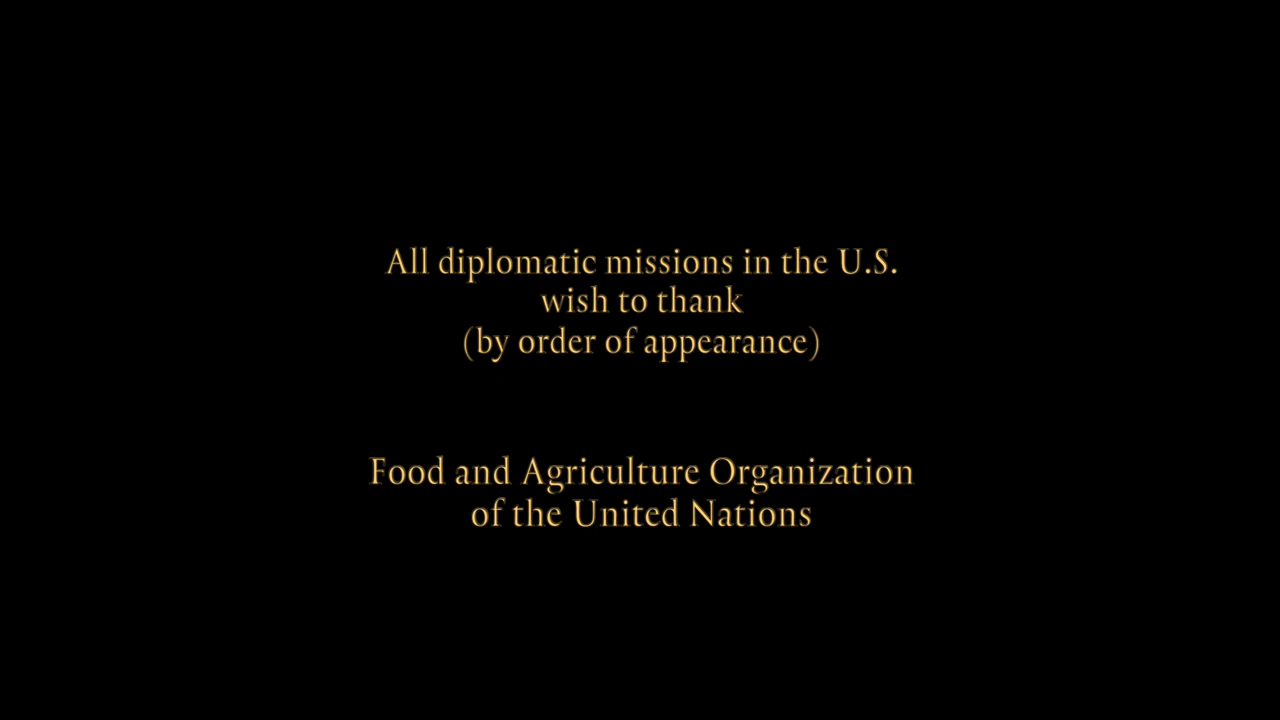 All diplomatic missions in the U.S.
wish to thank
(by order of appearance)
Food and Agriculture Organization
of the United Nations